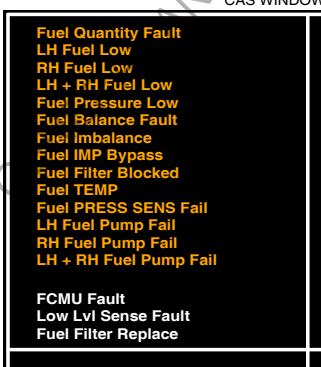 CAS WINDOW
Fuel Quantity Fault
LH Fuel Low
RH Fuel Low
LH + RH Fuel Low
Fuel Pressure Low
Fuel Balance Fault
Fuel Imbalance
Fuel IMP Bypass
Fuel Filter Blocked
Fuel TEMP
Fuel PRESS SENS Fail
LH Fuel Pump Fail
RH Fuel Pump Fail
LH + RH Fuel Pump Fail
FCMU Fault
Low Lvl Sense Fault
Fuel Filter Replace